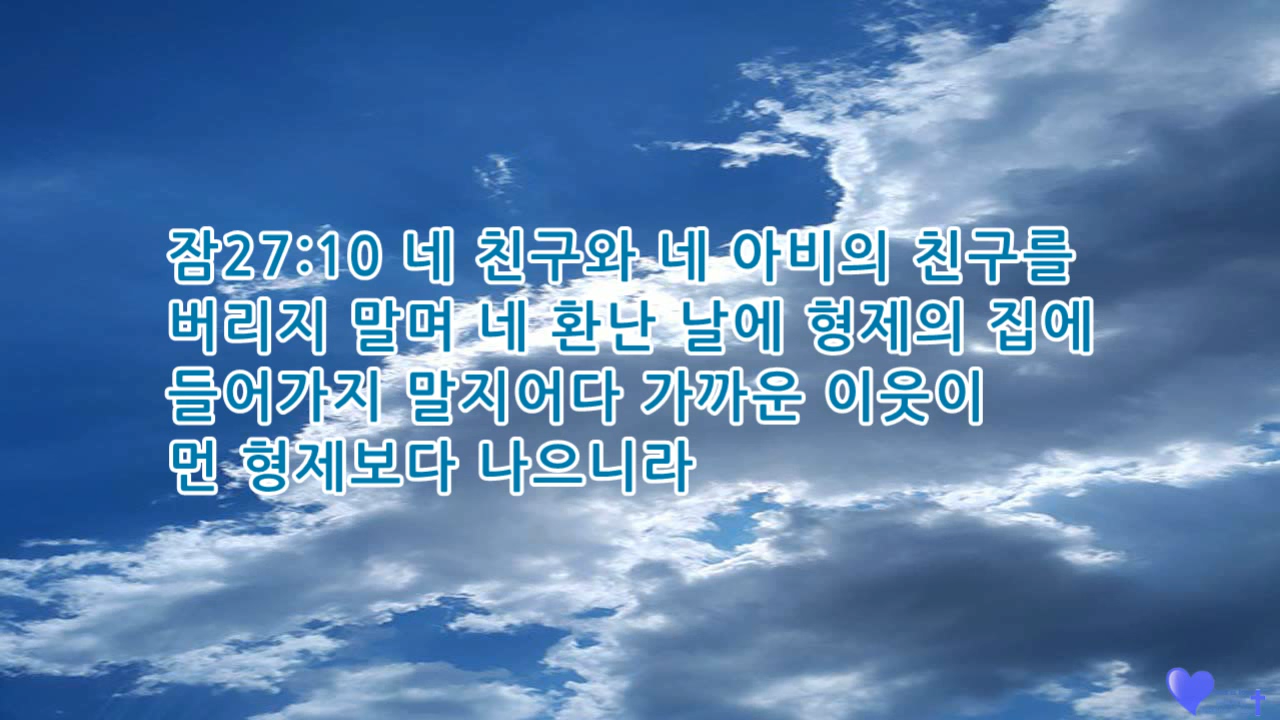 잠27:10 네 친구와 네 아비의 친구를
버리지 말며 네 환난 날에 형제의 집에
들어가지 말지어다 가까운 이웃이
먼 형제보다 나으니라